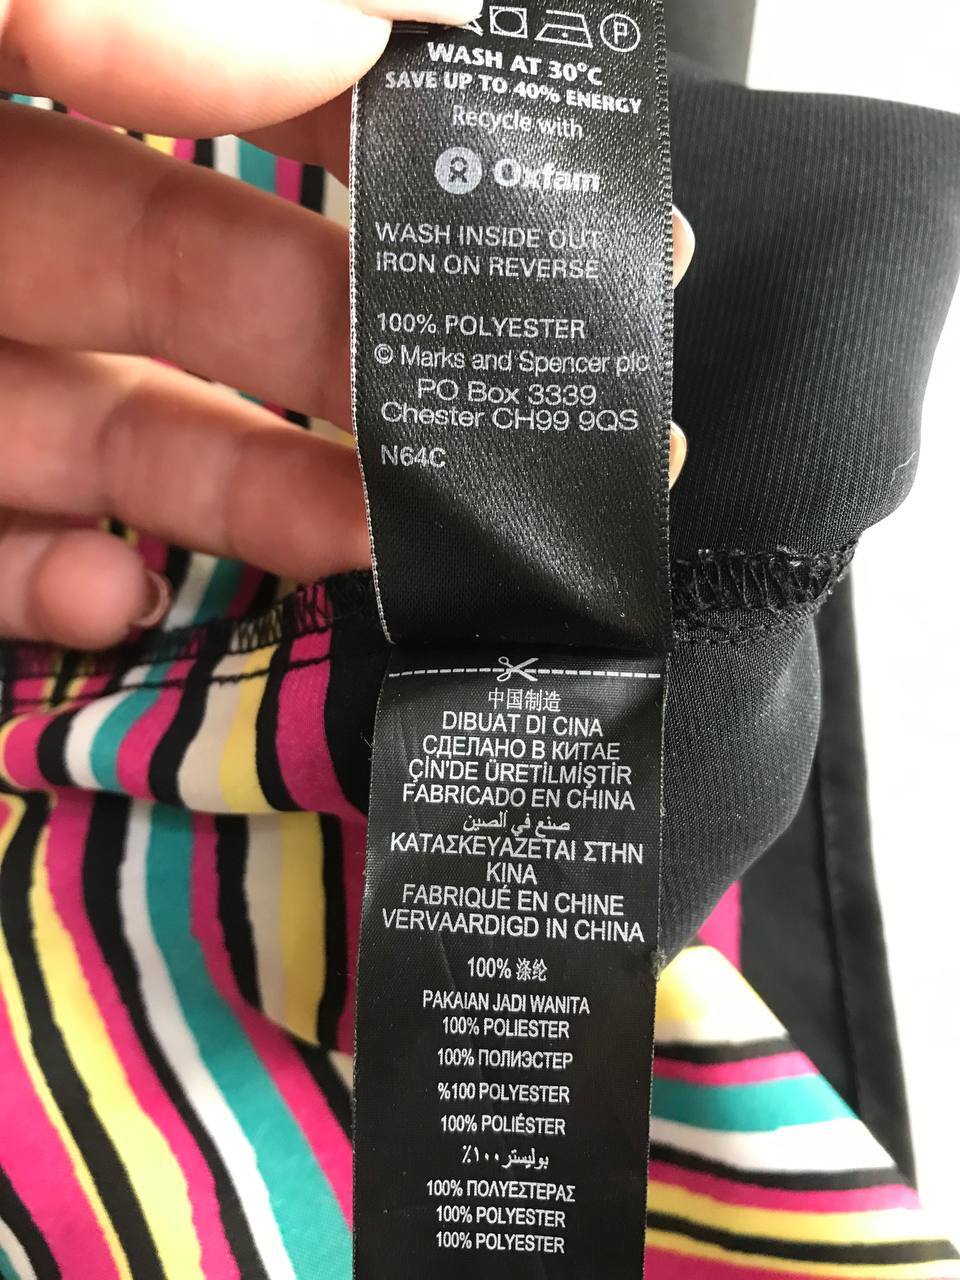 P
WASH AT 30°C
SAVE UP TO 40% ENERGY
Recycle with
Oxfam
WASH INSIDE OUT
IRON ON REVERSE
100% POLYESTER
© Marks and Spencer plc
PO Box 3339
Chester CH99 9QS
N64C
中国制造
DIBUAT DI CINA
СДЕЛАНО В КИТАЕ
ÇİN'DE ÜRETİLMİŞTİR
FABRICADO EN CHINA
صنع في الصين
ΚΑΤΑΣΚΕΥΑΖΕΤΑΙ ΣΤΗΝ
ΚΙΝΑ
FABRIQUÉ EN CHINE
VERVAARDIGD IN CHINA
100% 涤纶
PAKAIAN JADI WANITA
100% POLIESTER
100% ПОЛИЭСТЕР
%100 POLYESTER
100% POLIÉSTER
بوليستر ١٠٠٪
100% ΠΟΛΥΕΣΤΕΡΑΣ
100% POLYESTER
100% POLYESTER